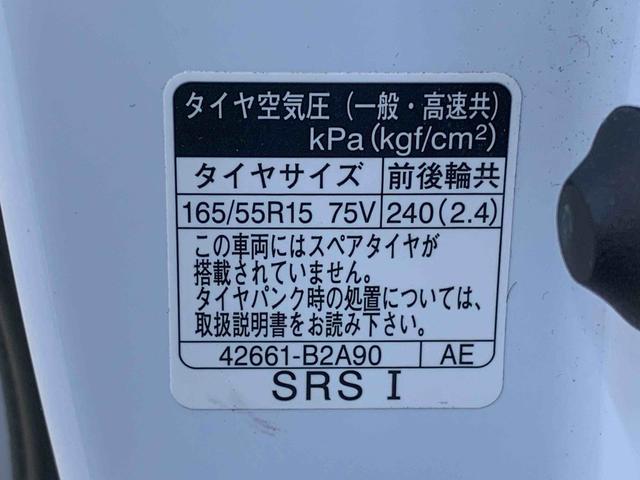 タイヤ空気圧（一般・高速共）
kPa(kgf/cm²)
タイヤサイズ 前後輪共
165/55R15 75V 240(2.4)
この車両にはスペアタイヤが
搭載されていません。
タイヤパンク時の処置については、
取扱説明書をお読み下さい。
42661-B2A90 AE
SRS I